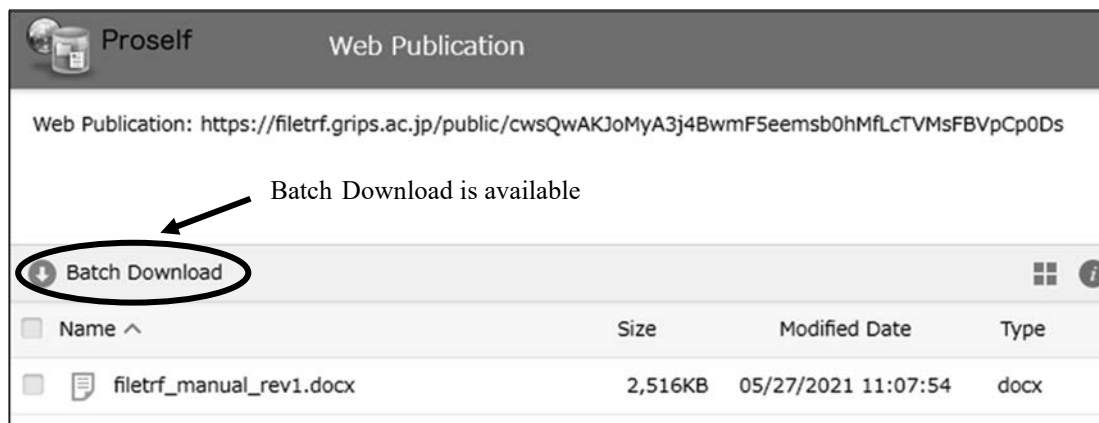 Proself Web Publication
Web Publication: https://filetrf.grips.ac.jp/public/cwsQwAKJoMyA3j4BwmF5eemsb0hMfLcTVMsFBVpCp0Ds
Batch Download is available
Batch Download
Name Size Modified Date Type
filetrf_manual_rev1.docx 2,516KB 05/27/2021 11:07:54 docx